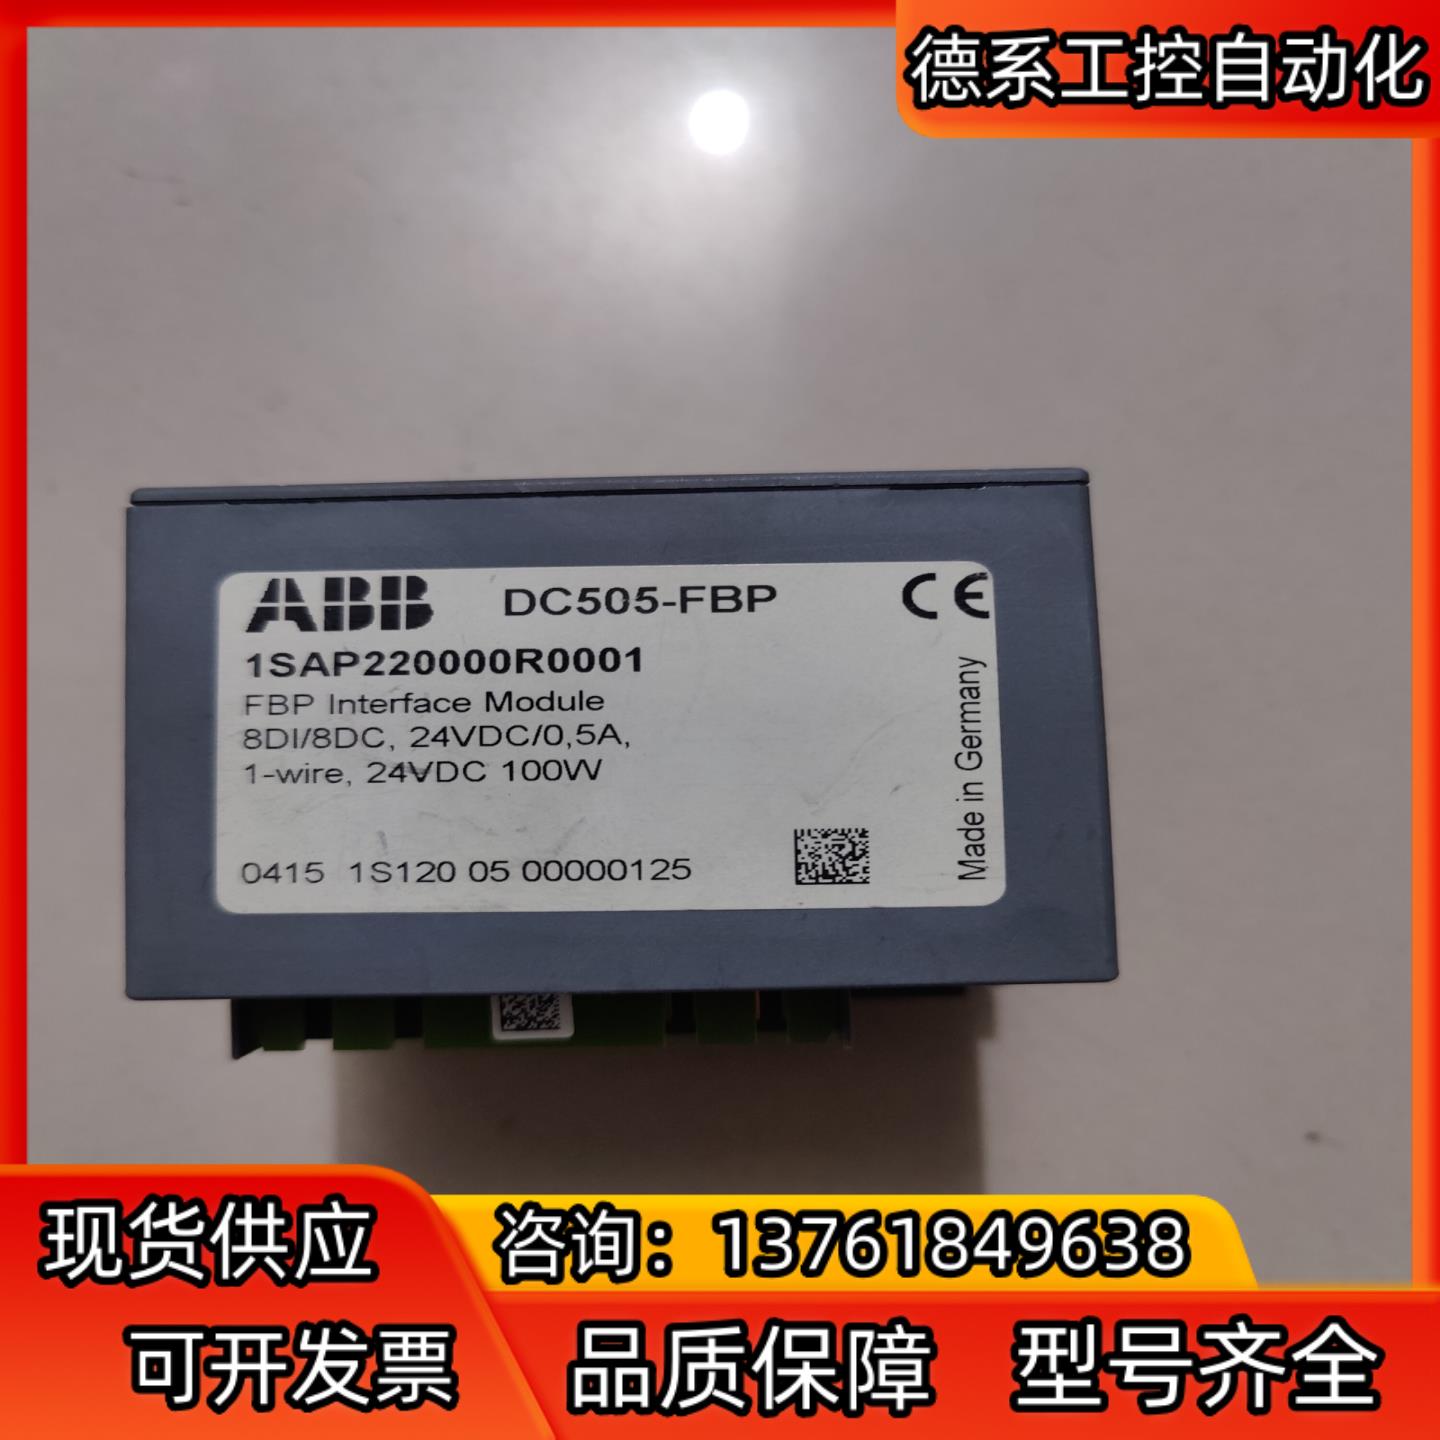 德系工控自动化
ABB DC505-FBP CE
1SAP220000R0001
FBP Interface Module
8DI/8DC, 24VDC/0,5A,
1-wire, 24VDC 100W
Made in Germany
0415 1S120 05 00000125
现货供应
咨询：13761849638
可开发票 品质保障 型号齐全